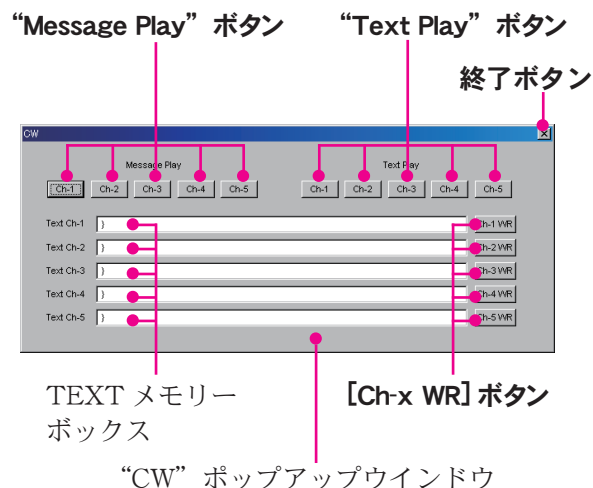 “Message Play”ボタン “Text Play”ボタン
終了ボタン
CW
Message Play Text Play
Ch-1 Ch-2 Ch-3 Ch-4 Ch-5 Ch-1 Ch-2 Ch-3 Ch-4 Ch-5
Text Ch-1 } Ch-1 WR
Text Ch-2 } Ch-2 WR
Text Ch-3 } Ch-3 WR
Text Ch-4 } Ch-4 WR
Text Ch-5 } Ch-5 WR
TEXT メモリー
ボックス
[Ch-x WR]ボタン
“CW”ポップアップウインドウ